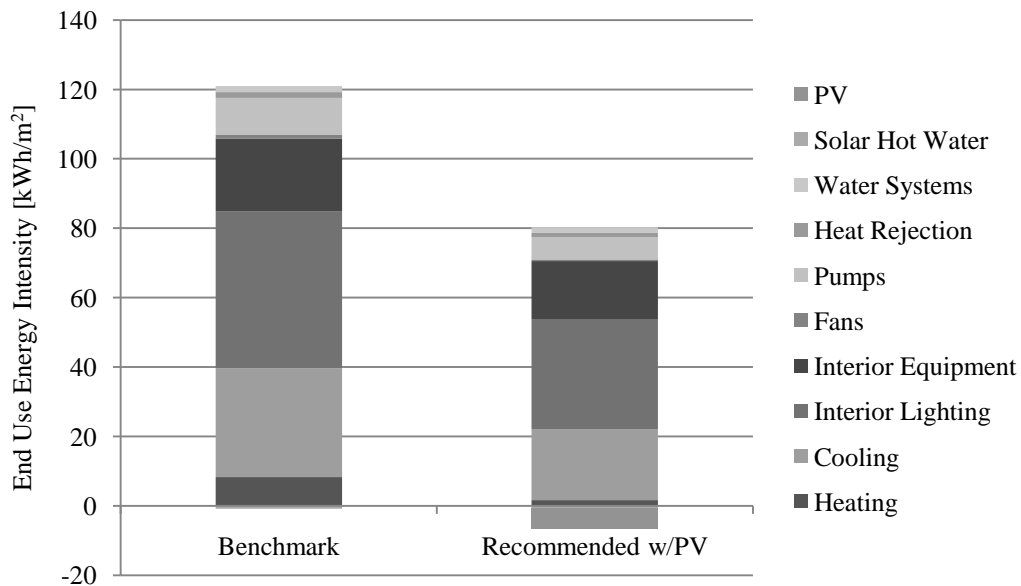 140
120
100
80
60
40
20
0
-20
End Use Energy Intensity [kWh/m²]
Benchmark
Recommended w/PV
PV
Solar Hot Water
Water Systems
Heat Rejection
Pumps
Fans
Interior Equipment
Interior Lighting
Cooling
Heating